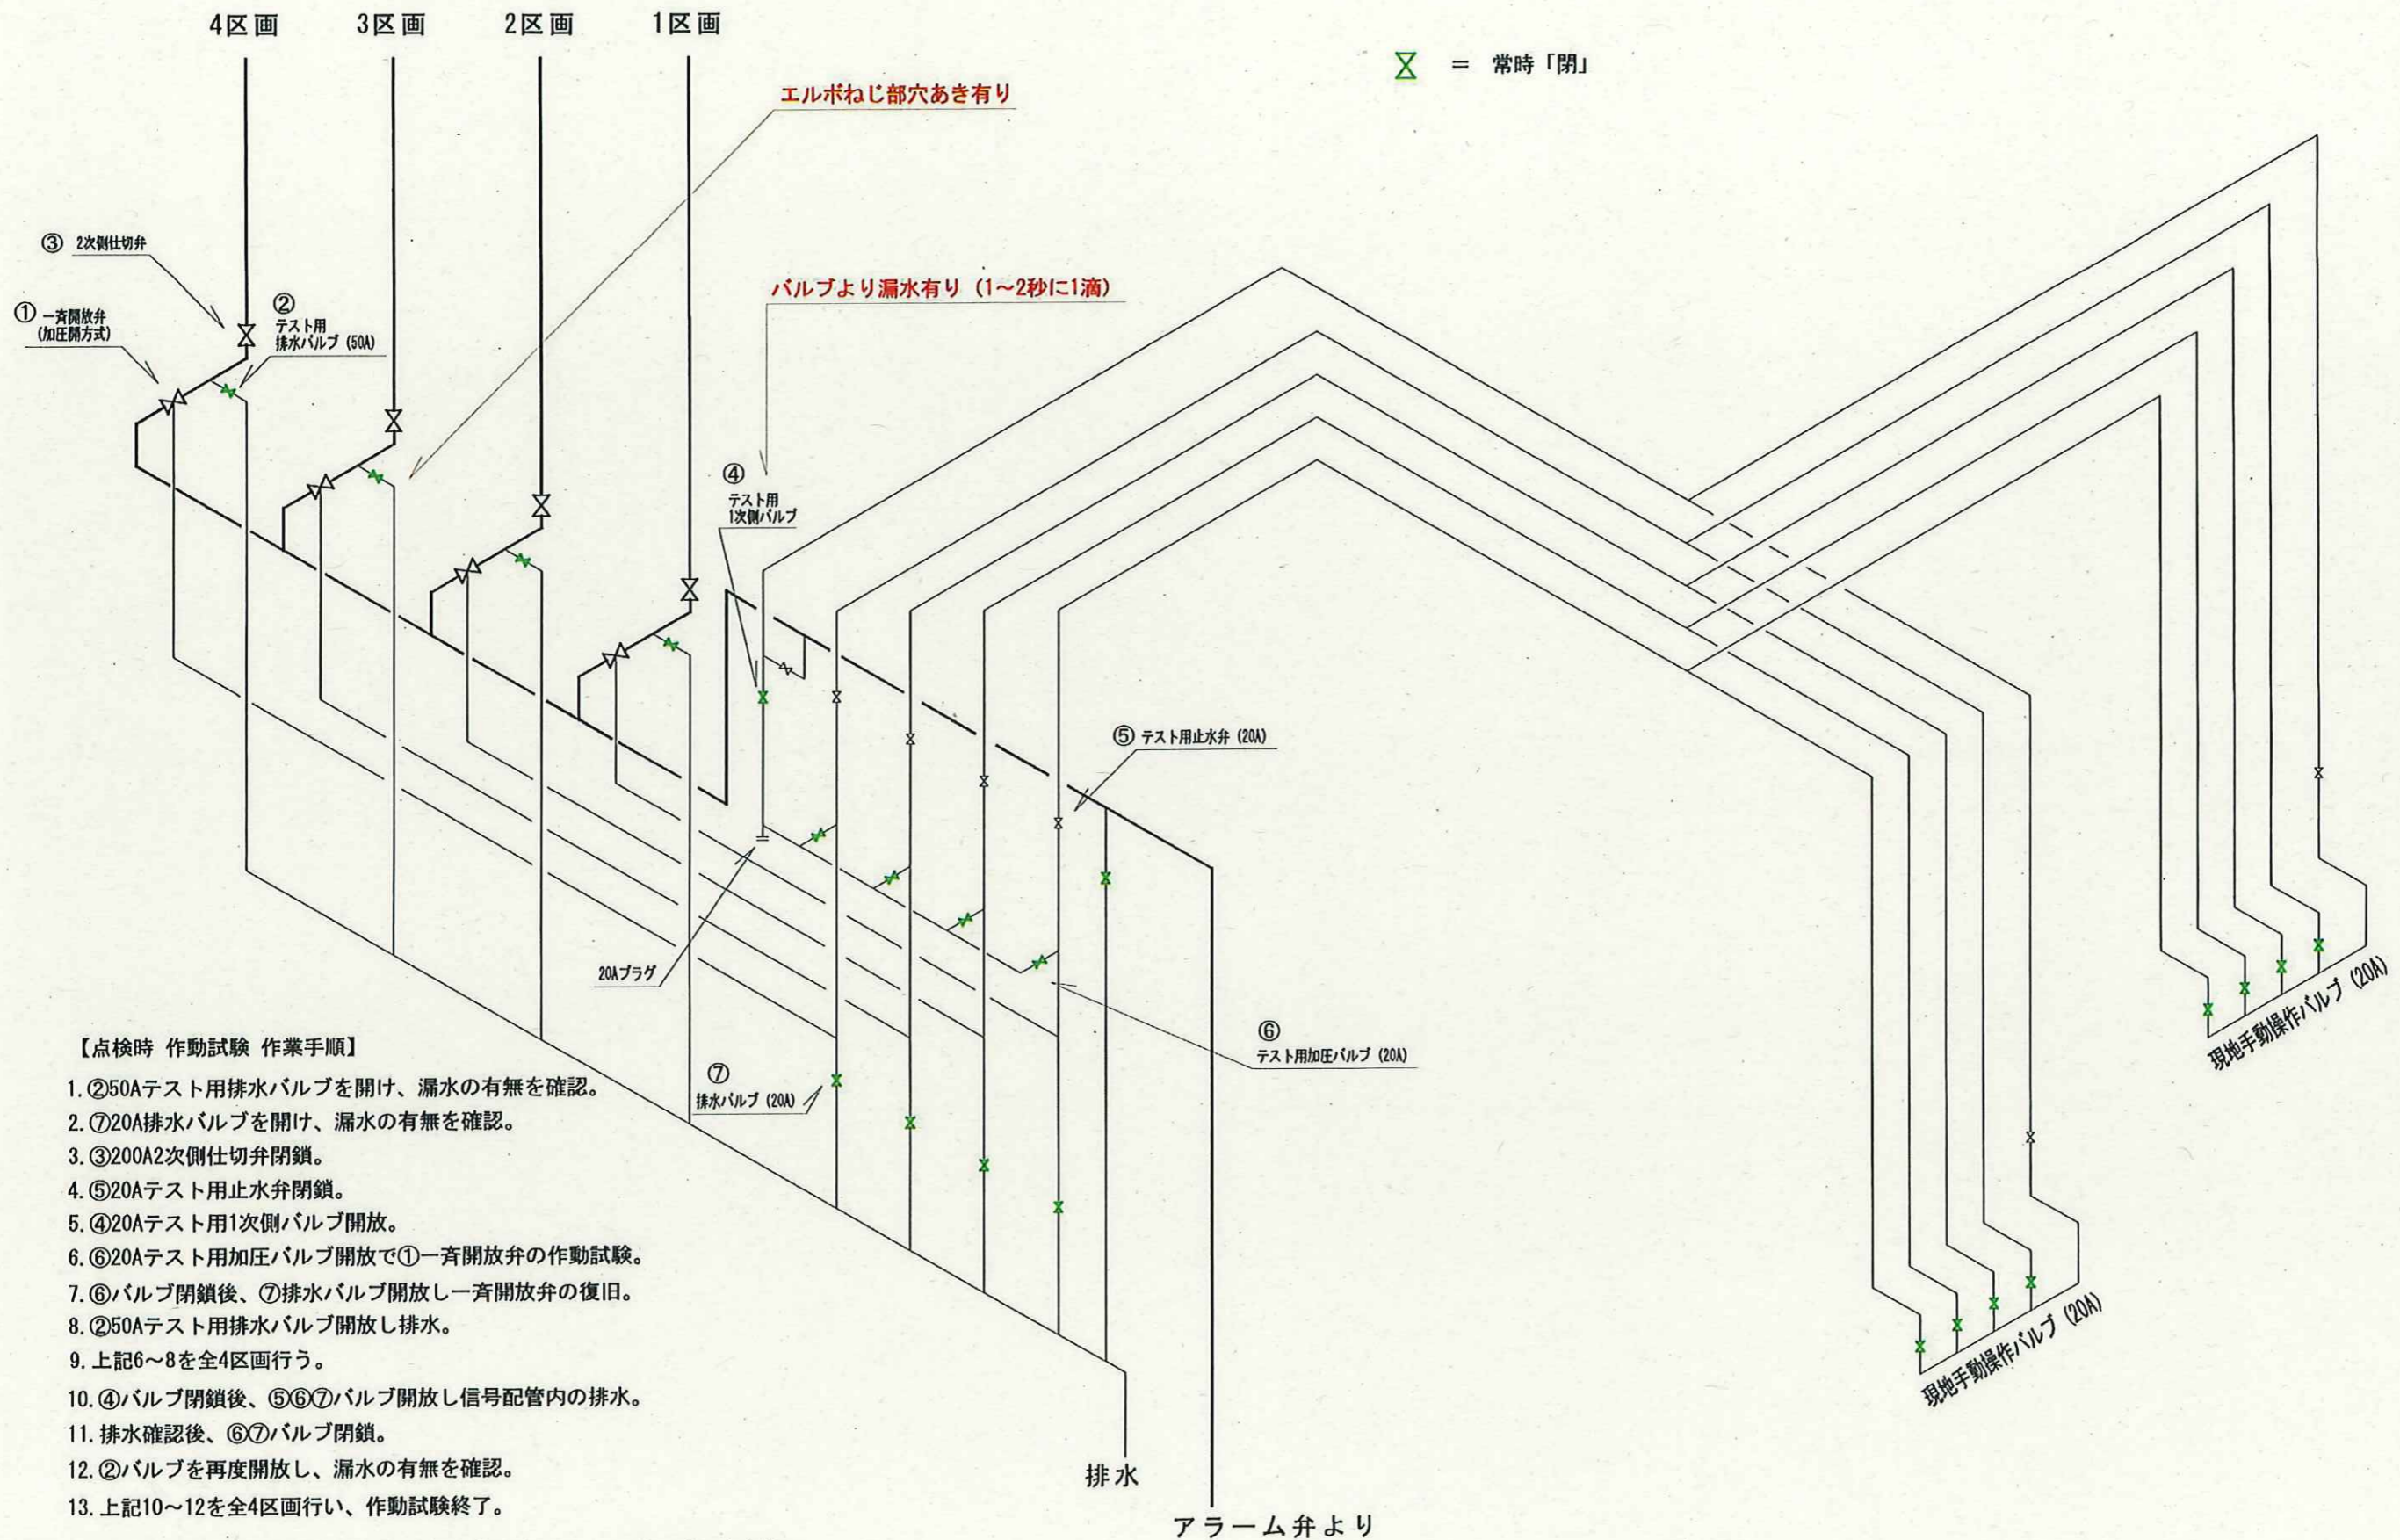 4区画
3区画
2区画
1区画
= 常時「閉」
エルボねじ部穴あき有り
③ 2次側仕切弁
バルブより漏水有り（1～2秒に1滴）
① 一斉開放弁
(加圧開方式)
②
テスト用
排水バルブ (50A)
④
テスト用
1次側バルブ
⑤ テスト用止水弁 (20A)
20Aプラグ
⑥
テスト用加圧バルブ (20A)
⑦
排水バルブ (20A)
現地手動操作バルブ (20A)
現地手動操作バルブ (20A)
【点検時 作動試験 作業手順】
1. ②50Aテスト用排水バルブを開け、漏水の有無を確認。
2. ⑦20A排水バルブを開け、漏水の有無を確認。
3. ③200A2次側仕切弁閉鎖。
4. ⑤20Aテスト用止水弁閉鎖。
5. ④20Aテスト用1次側バルブ開放。
6. ⑥20Aテスト用加圧バルブ開放で①一斉開放弁の作動試験。
7. ⑥バルブ閉鎖後、⑦排水バルブ開放し一斉開放弁の復旧。
8. ②50Aテスト用排水バルブ開放し排水。
9. 上記6～8を全4区画行う。
10. ④バルブ閉鎖後、⑤⑥⑦バルブ開放し信号配管内の排水。
11. 排水確認後、⑥⑦バルブ閉鎖。
12. ②バルブを再度開放し、漏水の有無を確認。
13. 上記10～12を全4区画行い、作動試験終了。
排水
アラーム弁より